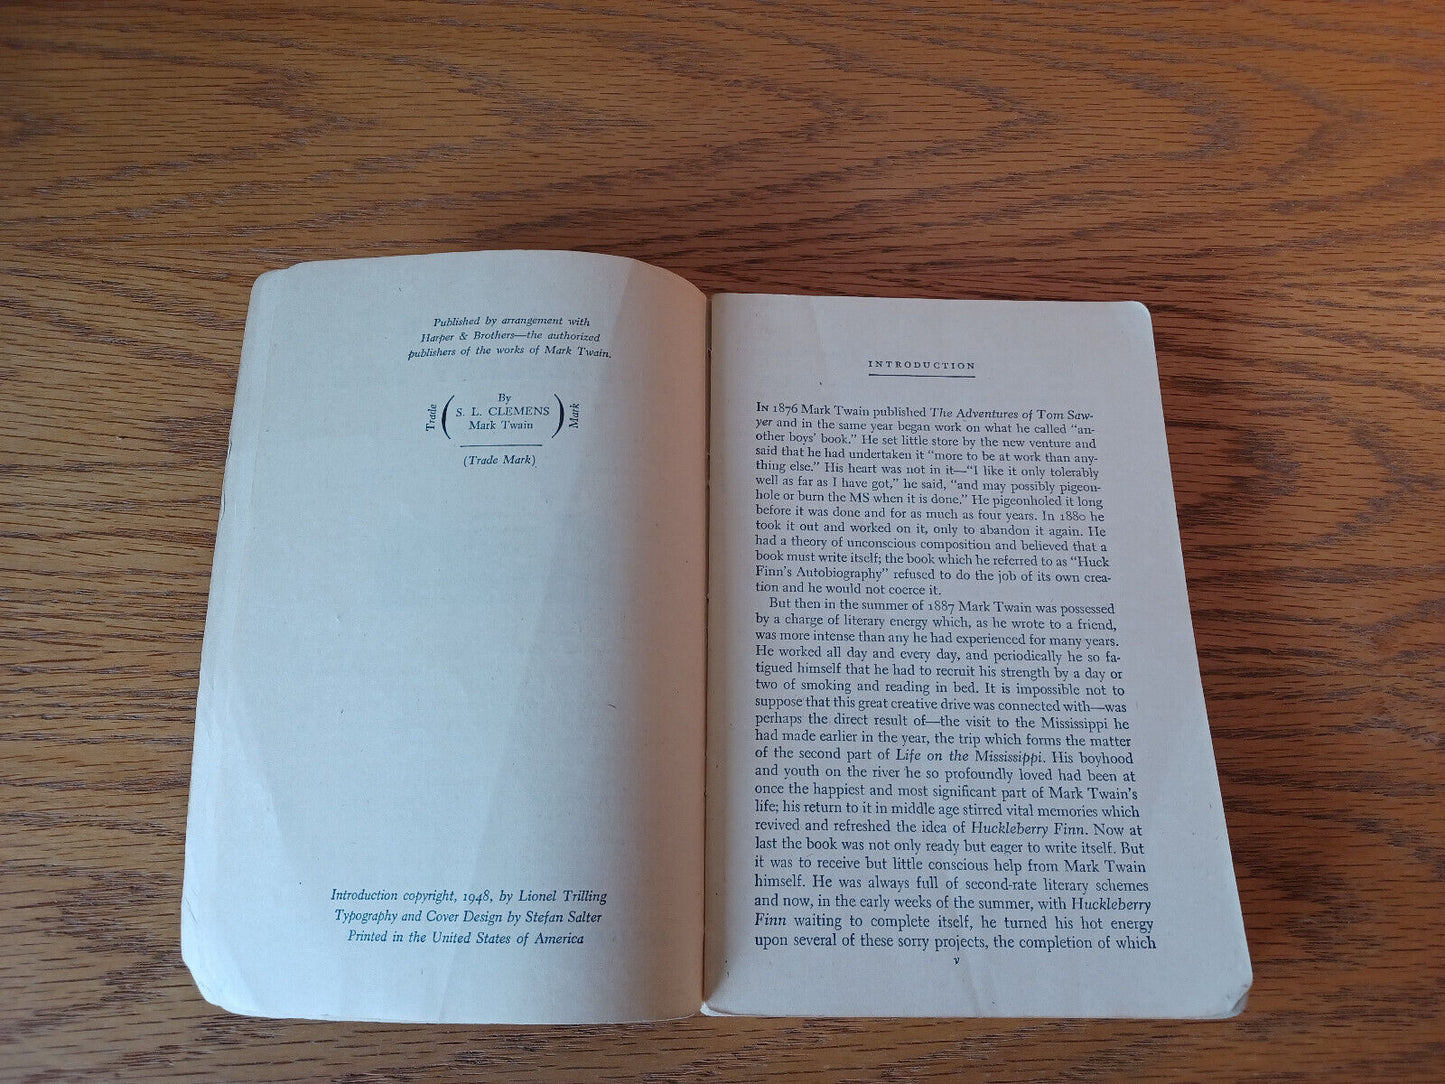 Published by arrangement with
Harper & Brothers—the authorized
publishers of the works of Mark Twain.
Trade
By
S. L. CLEMENS
Mark Twain
Mark
(Trade Mark)
Introduction copyright, 1948, by Lionel Trilling
Typography and Cover Design by Stefan Salter
Printed in the United States of America
INTRODUCTION
In 1876 Mark Twain published The Adventures of Tom Saw-
yer and in the same year began work on what he called "an-
other boys' book." He set little store by the new venture and
said that he had undertaken it "more to be at work than any-
thing else." His heart was not in it—"I like it only tolerably
well as far as I have got," he said, "and may possibly pigeon-
hole or burn the MS when it is done." He pigeonholed it long
before it was done and for as much as four years. In 1880 he
took it out and worked on it, only to abandon it again. He
had a theory of unconscious composition and believed that a
book must write itself; the book which he referred to as "Huck
Finn's Autobiography" refused to do the job of its own crea-
tion and he would not coerce it.
But then in the summer of 1887 Mark Twain was possessed
by a charge of literary energy which, as he wrote to a friend,
was more intense than any he had experienced for many years.
He worked all day and every day, and periodically he so fa-
tigued himself that he had to recruit his strength by a day or
two of smoking and reading in bed. It is impossible not to
suppose that this great creative drive was connected with—was
perhaps the direct result of—the visit to the Mississippi he
had made earlier in the year, the trip which forms the matter
of the second part of Life on the Mississippi. His boyhood
and youth on the river he so profoundly loved had been at
once the happiest and most significant part of Mark Twain's
life; his return to it in middle age stirred vital memories which
revived and refreshed the idea of Huckleberry Finn. Now at
last the book was not only ready but eager to write itself. But
it was to receive but little conscious help from Mark Twain
himself. He was always full of second-rate literary schemes
and now, in the early weeks of the summer, with Huckleberry
Finn waiting to complete itself, he turned his hot energy
upon several of these sorry projects, the completion of which
v